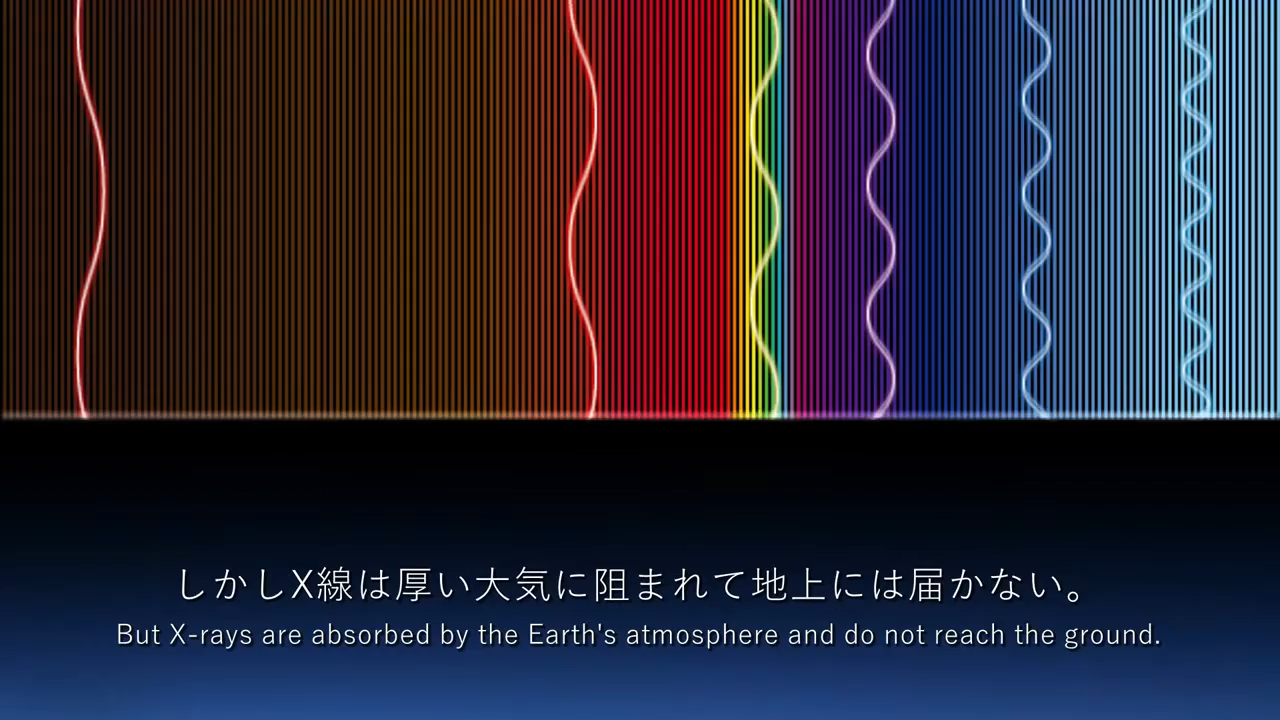 しかしX線は厚い大気に阻まれて地上には届かない。
But X-rays are absorbed by the Earth's atmosphere and do not reach the ground.